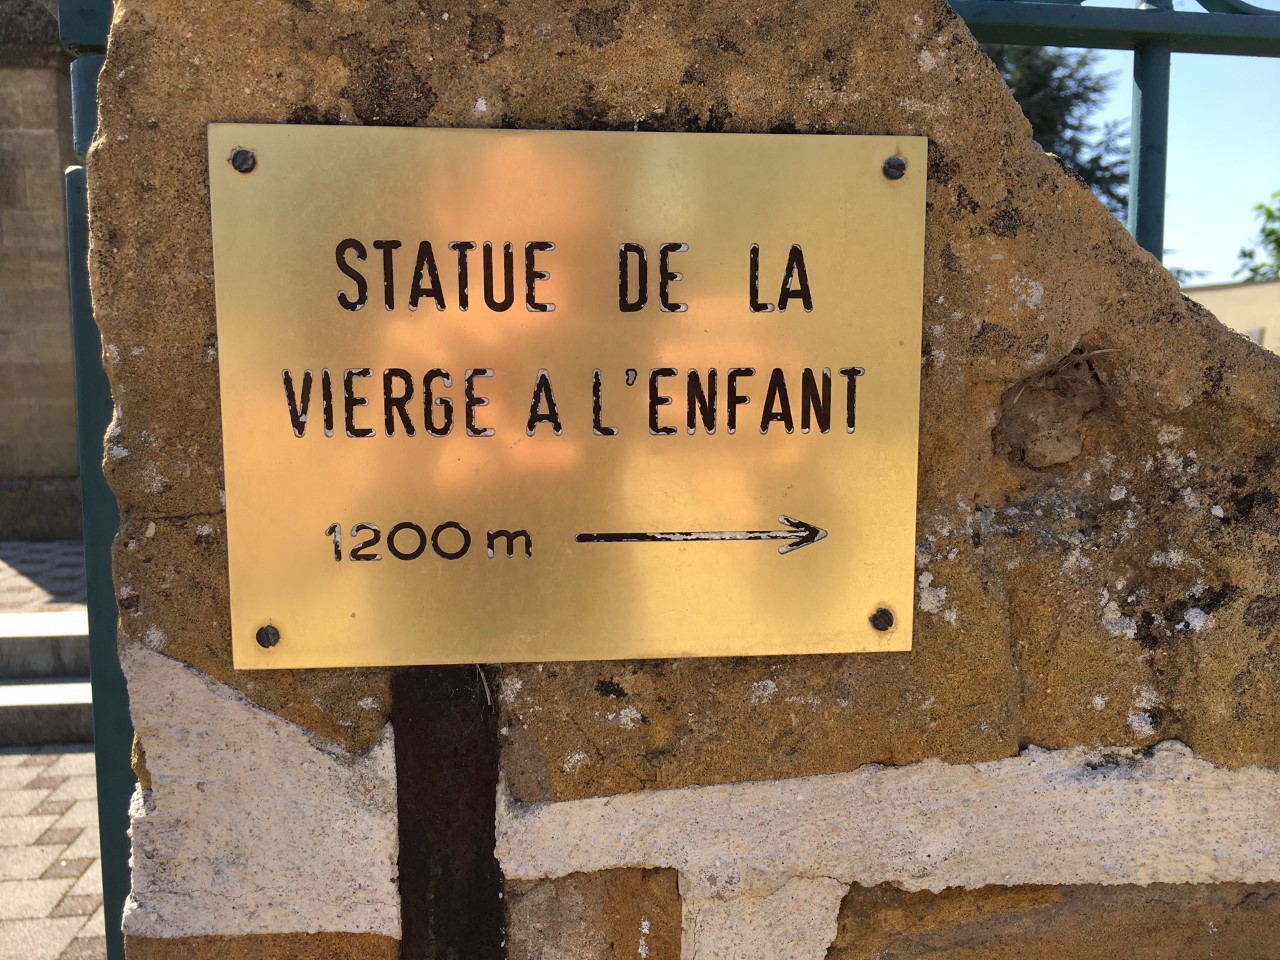 STATUE DE LA
VIERGE A L'ENFANT
1200 m →